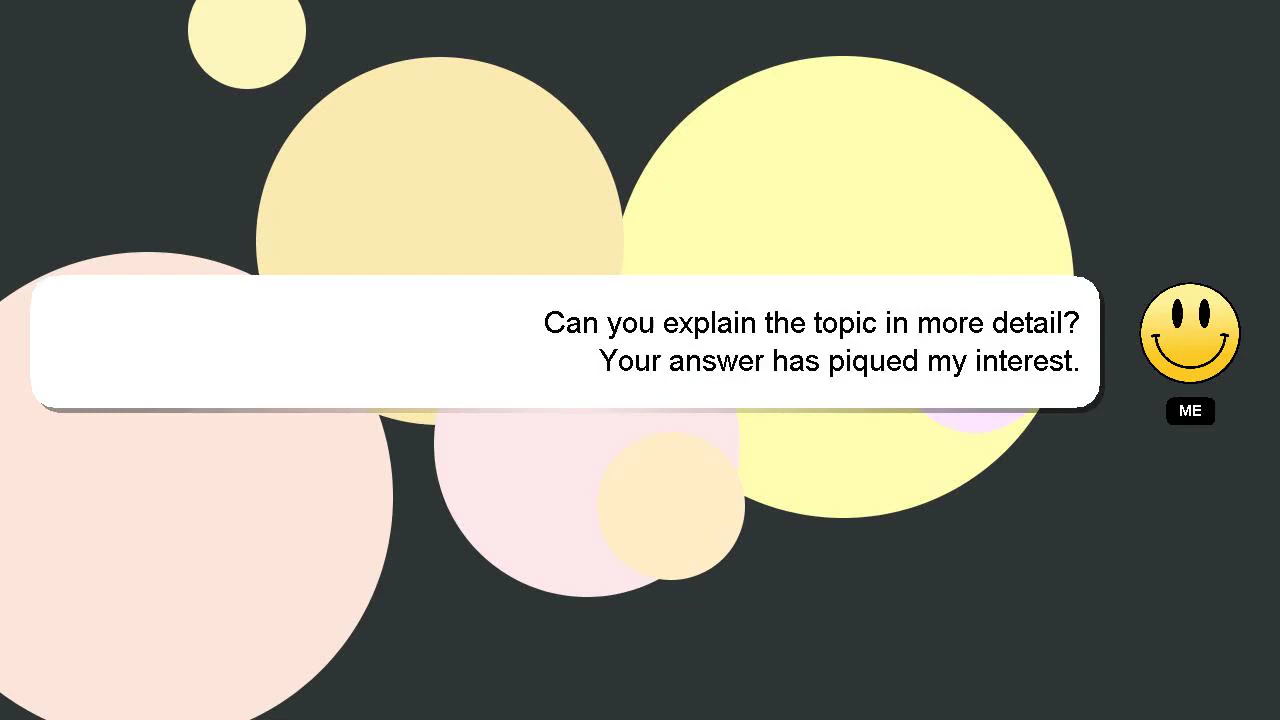 Can you explain the topic in more detail?
Your answer has piqued my interest.
ME